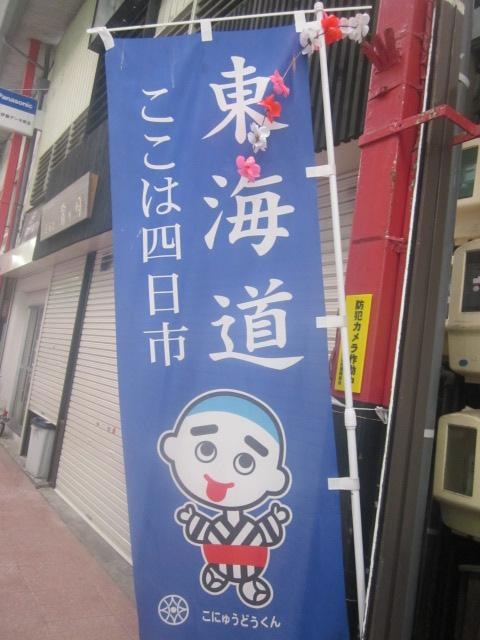 東海道
ここは四日市
こにゅうどうくん
Panasonic
防犯カメラ作動中